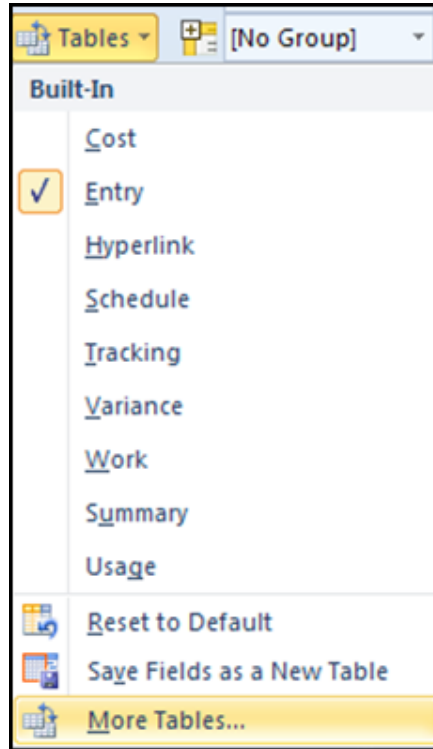 Tables [No Group]
Built-In
Cost
Entry
Hyperlink
Schedule
Tracking
Variance
Work
Summary
Usage
Reset to Default
Save Fields as a New Table
More Tables...